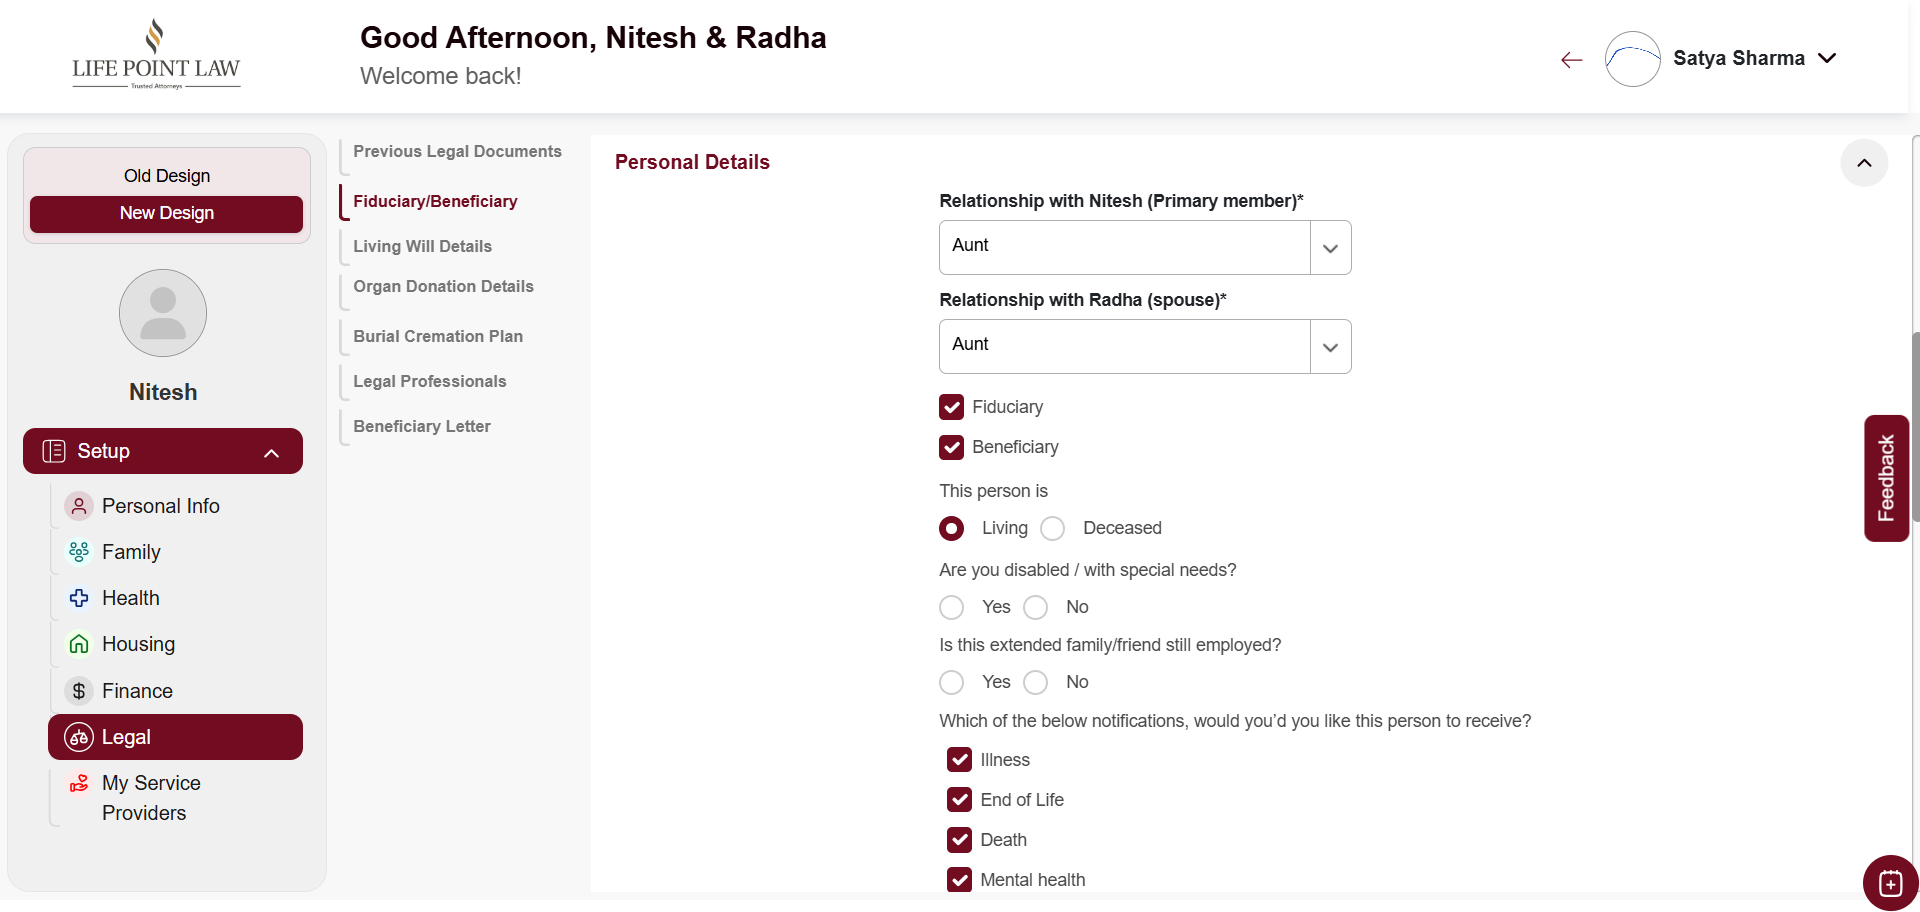 LIFE POINT LAW
Trusted Attorneys
Good Afternoon, Nitesh & Radha
Welcome back!
Satya Sharma
Old Design
New Design
Nitesh
Setup
Personal Info
Family
Health
Housing
Finance
Legal
My Service
Providers
Previous Legal Documents
Fiduciary/Beneficiary
Living Will Details
Organ Donation Details
Burial Cremation Plan
Legal Professionals
Beneficiary Letter
Personal Details
Relationship with Nitesh (Primary member)*
Aunt
Relationship with Radha (spouse)*
Aunt
Fiduciary
Beneficiary
This person is
Living Deceased
Are you disabled / with special needs?
Yes No
Is this extended family/friend still employed?
Yes No
Which of the below notifications, would you’d you like this person to receive?
Illness
End of Life
Death
Mental health
Feedback